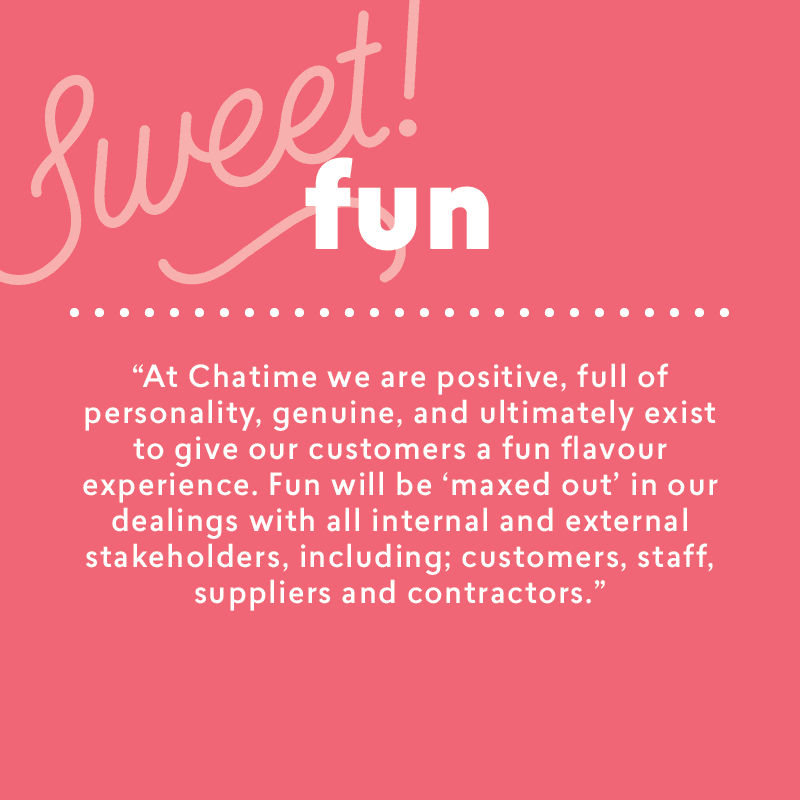 Sweet!
fun
“At Chatime we are positive, full of
personality, genuine, and ultimately exist
to give our customers a fun flavour
experience. Fun will be ‘maxed out’ in our
dealings with all internal and external
stakeholders, including; customers, staff,
suppliers and contractors.”